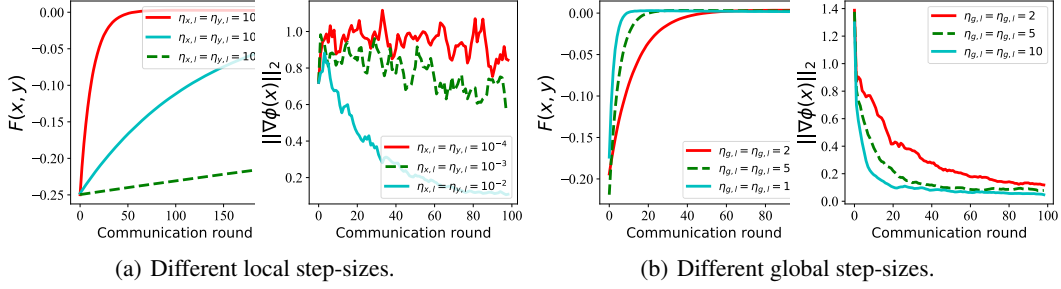 0.00
−0.05
−0.10
−0.15
−0.20
−0.25
F(x, y)
0
50
100
150
Communication round
η_{x,l} = η_{y,l} = 10
η_{x,l} = η_{y,l} = 10
η_{x,l} = η_{y,l} = 10
1.0
0.8
0.6
0.4
0.2
||∇ϕ(x)||_2
0
20
40
60
80
100
Communication round
η_{x,l} = η_{y,l} = 10^{-4}
η_{x,l} = η_{y,l} = 10^{-3}
η_{x,l} = η_{y,l} = 10^{-2}
(a) Different local step-sizes.
0.00
−0.05
−0.10
−0.15
−0.20
F(x, y)
0
20
40
60
80
Communication round
η_{g,l} = η_{g,l} = 2
η_{g,l} = η_{g,l} = 5
η_{g,l} = η_{g,l} = 1
1.4
1.2
1.0
0.8
0.6
0.4
0.2
0.0
||∇ϕ(x)||_2
0
20
40
60
80
100
Communication round
η_{g,l} = η_{g,l} = 2
η_{g,l} = η_{g,l} = 5
η_{g,l} = η_{g,l} = 10
(b) Different global step-sizes.